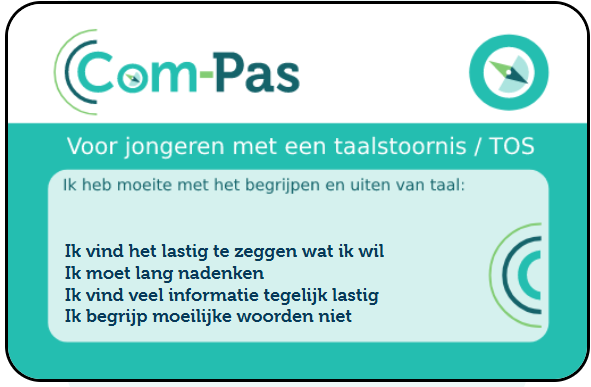 Com-Pas
Voor jongeren met een taalstoornis / TOS
Ik heb moeite met het begrijpen en uiten van taal:
Ik vind het lastig te zeggen wat ik wil
Ik moet lang nadenken
Ik vind veel informatie tegelijk lastig
Ik begrijp moeilijke woorden niet